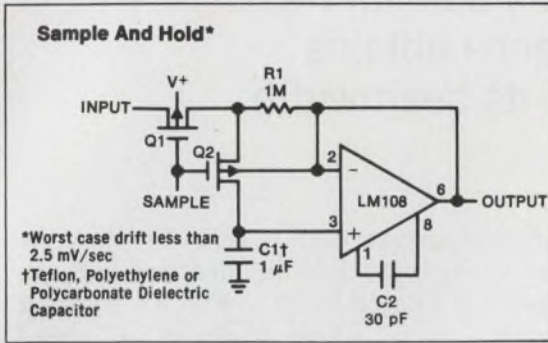 Sample And Hold*
V+
R1
1M
INPUT
Q1
Q2
2
-
6
LM108
OUTPUT
SAMPLE
3
+
8
1
C1†
1 µF
C2
30 pF
*Worst case drift less than
2.5 mV/sec
†Teflon, Polyethylene or
Polycarbonate Dielectric
Capacitor